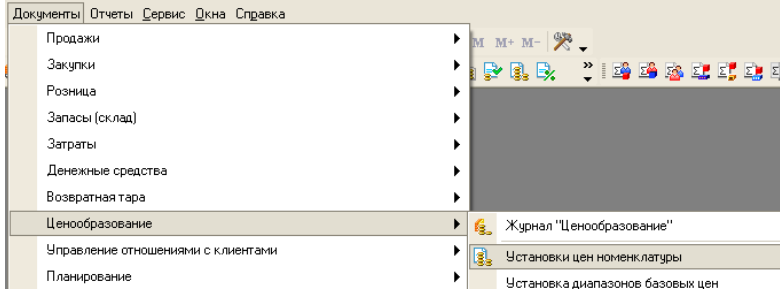 Документы Отчеты Сервис Окна Справка
Продажи
M M+ M-
Закупки
Розница
Запасы (склад)
Затраты
Денежные средства
Возвратная тара
Ценообразование
Журнал "Ценообразование"
Управление отношениями с клиентами
Установки цен номенклатуры
Планирование
Установка диапазонов базовых цен